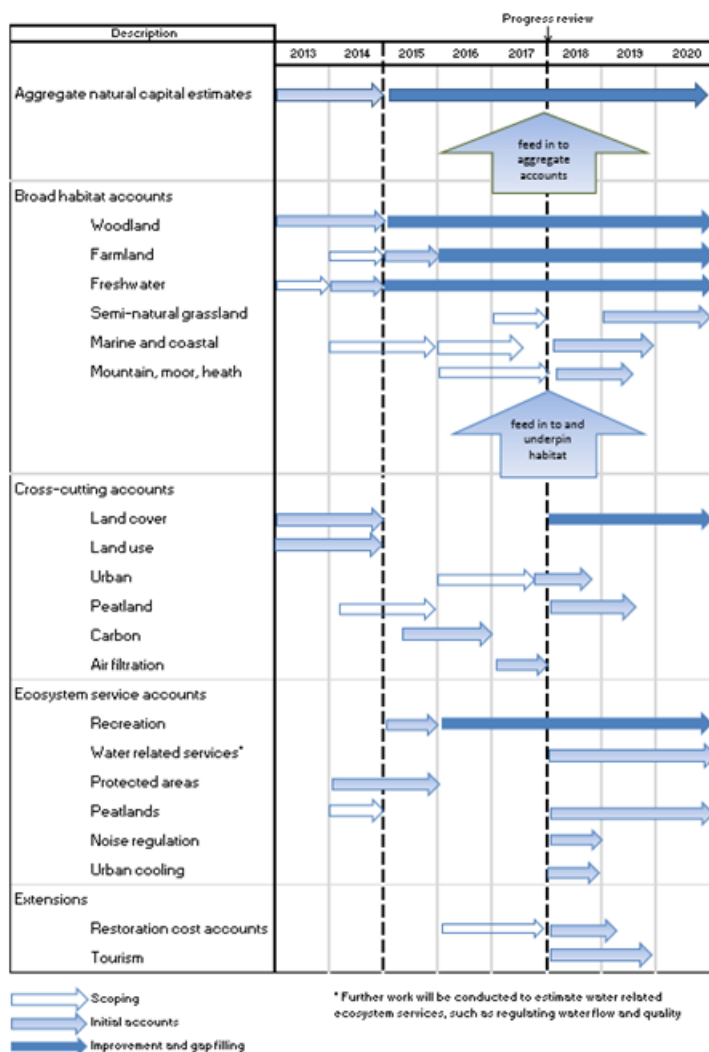 Progress review
Description
2013 2014 2015 2016 2017 2018 2019 2020
Aggregate natural capital estimates
feed in to
aggregate
accounts
Broad habitat accounts
Woodland
Farmland
Freshwater
Semi-natural grassland
Marine and coastal
Mountain, moor, heath
feed in to and
underpin
habitat
Cross-cutting accounts
Land cover
Land use
Urban
Peatland
Carbon
Air filtration
Ecosystem service accounts
Recreation
Water related services*
Protected areas
Peatlands
Noise regulation
Urban cooling
Extensions
Restoration cost accounts
Tourism
Scoping
Initial accounts
Improvement and gap filling
* Further work will be conducted to estimate water related
ecosystem services, such as regulating water flow and quality